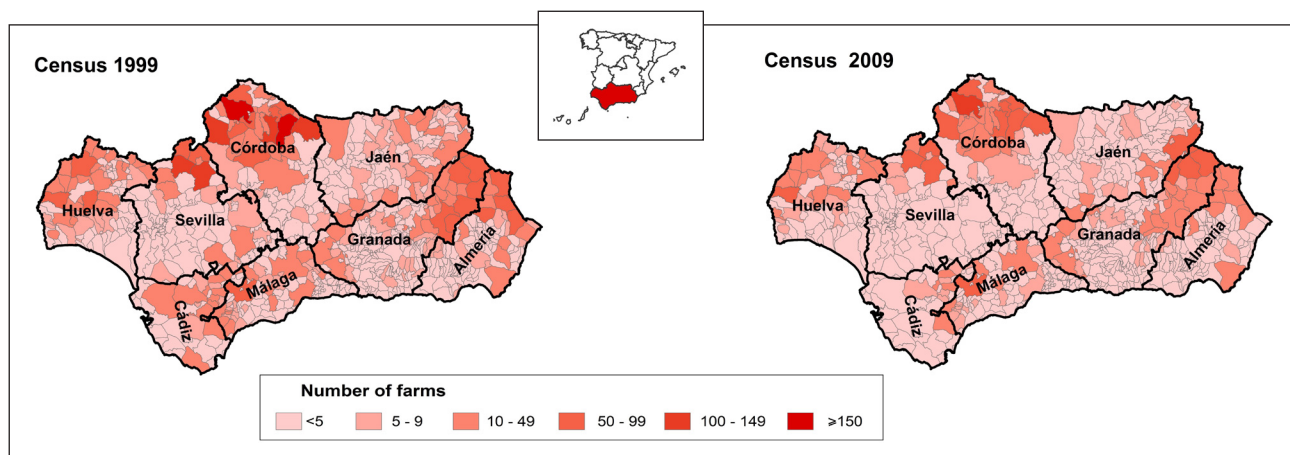 Census 1999
Córdoba
Jaén
Huelva
Sevilla
Granada
Almería
Málaga
Cádiz
Census 2009
Córdoba
Jaén
Huelva
Sevilla
Granada
Almería
Málaga
Cádiz
Number of farms
<5 5 - 9 10 - 49 50 - 99 100 - 149 ⩾150